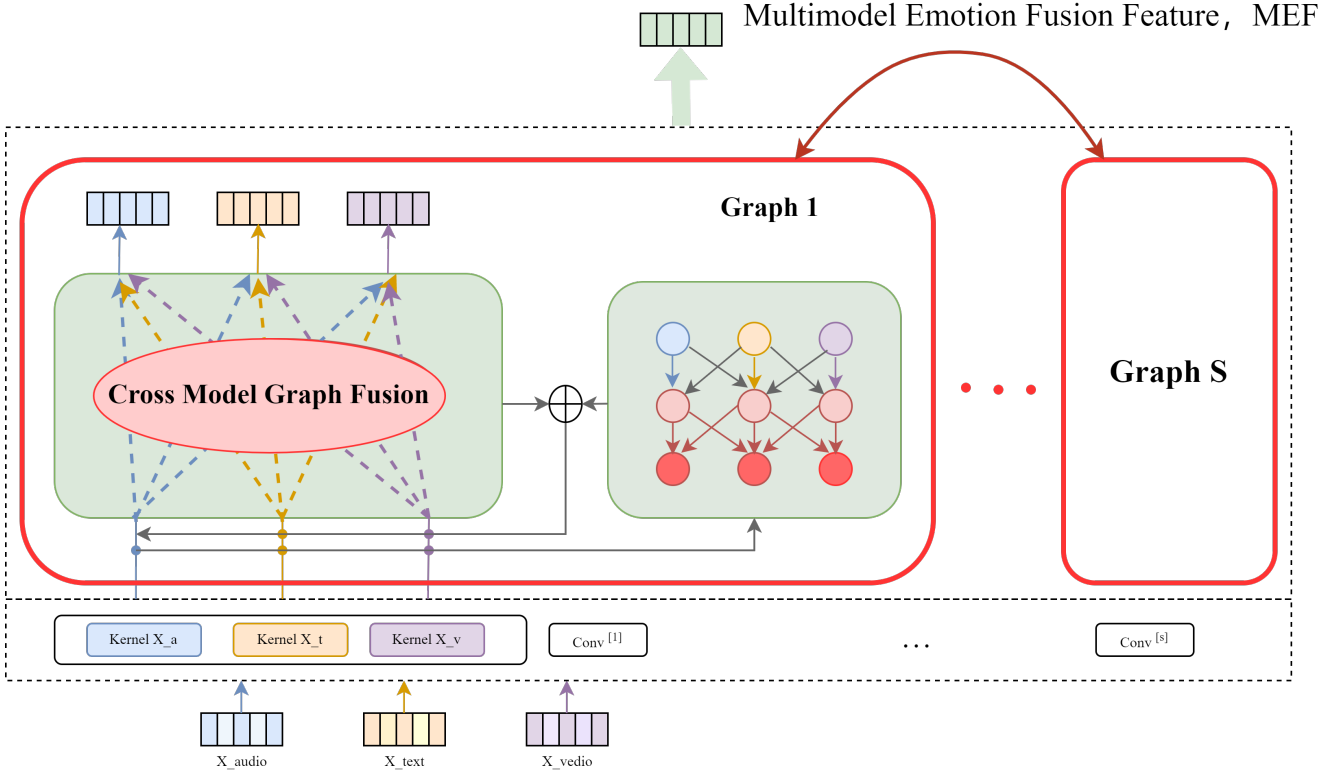 Multimodel Emotion Fusion Feature, MEF
Graph 1
Cross Model Graph Fusion
Graph S
Kernel X_a
Kernel X_t
Kernel X_v
Conv [1]
...
Conv [s]
X_audio
X_text
X_vedio